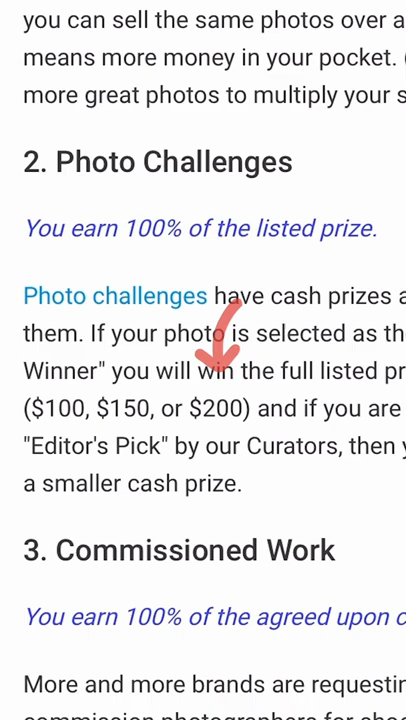 you can sell the same photos over a
means more money in your pocket. (
more great photos to multiply your s
2. Photo Challenges
You earn 100% of the listed prize.
Photo challenges have cash prizes a
them. If your photo is selected as th
Winner" you will win the full listed pr
($100, $150, or $200) and if you are
"Editor's Pick" by our Curators, then y
a smaller cash prize.
3. Commissioned Work
You earn 100% of the agreed upon c
More and more brands are requestin
commission photographers for